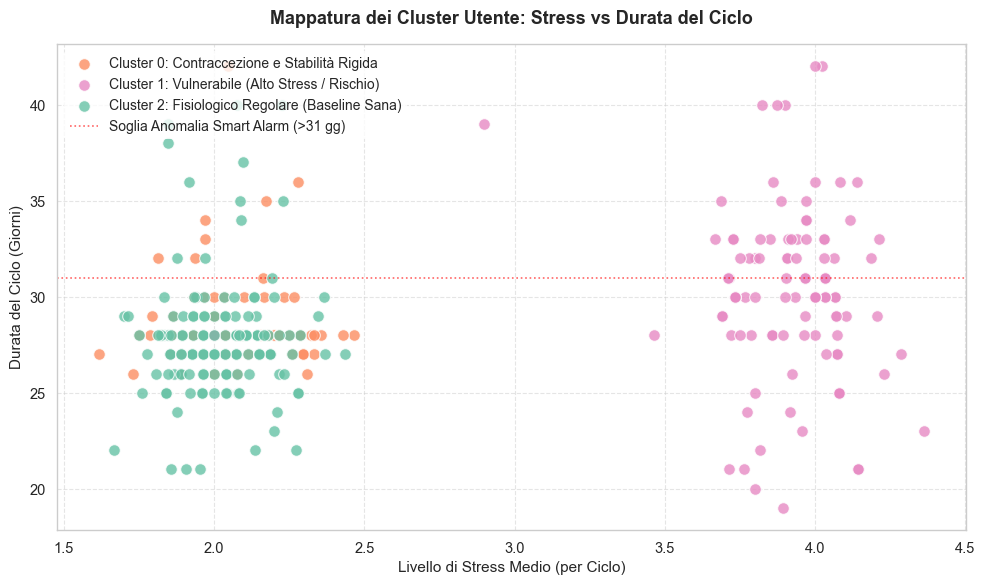 Mappatura dei Cluster Utente: Stress vs Durata del Ciclo
Cluster 0: Contraccezione e Stabilità Rigida
Cluster 1: Vulnerabile (Alto Stress / Rischio)
Cluster 2: Fisiologico Regolare (Baseline Sana)
Soglia Anomalia Smart Alarm (>31 gg)
Durata del Ciclo (Giorni)
40
35
30
25
20
1.5 2.0 2.5 3.0 3.5 4.0 4.5
Livello di Stress Medio (per Ciclo)